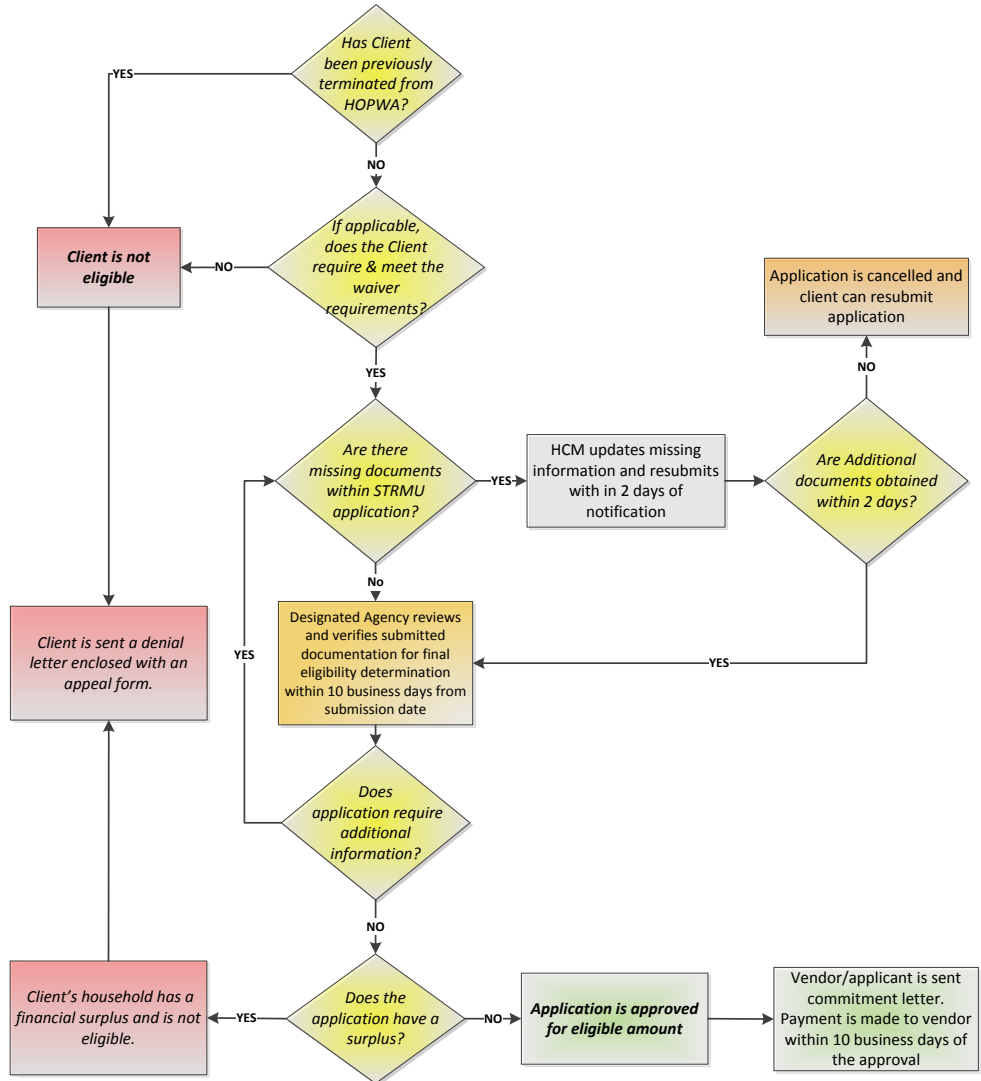 Has Client
been previously
terminated from
HOPWA?
YES
NO
If applicable,
does the Client
require & meet the
waiver
requirements?
NO
Client is not
eligible
YES
Application is cancelled and
client can resubmit
application
NO
Are there
missing documents
within STRMU
application?
YES
HCM updates missing
information and resubmits
with in 2 days of
notification
Are Additional
documents obtained
within 2 days?
No
YES
Designated Agency reviews
and verifies submitted
documentation for final
eligibility determination
within 10 business days from
submission date
YES
Client is sent a denial
letter enclosed with an
appeal form.
Does
application require
additional
information?
NO
Does the
application have a
surplus?
YES
Client’s household has a
financial surplus and is not
eligible.
NO
Application is approved
for eligible amount
Vendor/applicant is sent
commitment letter.
Payment is made to vendor
within 10 business days of
the approval